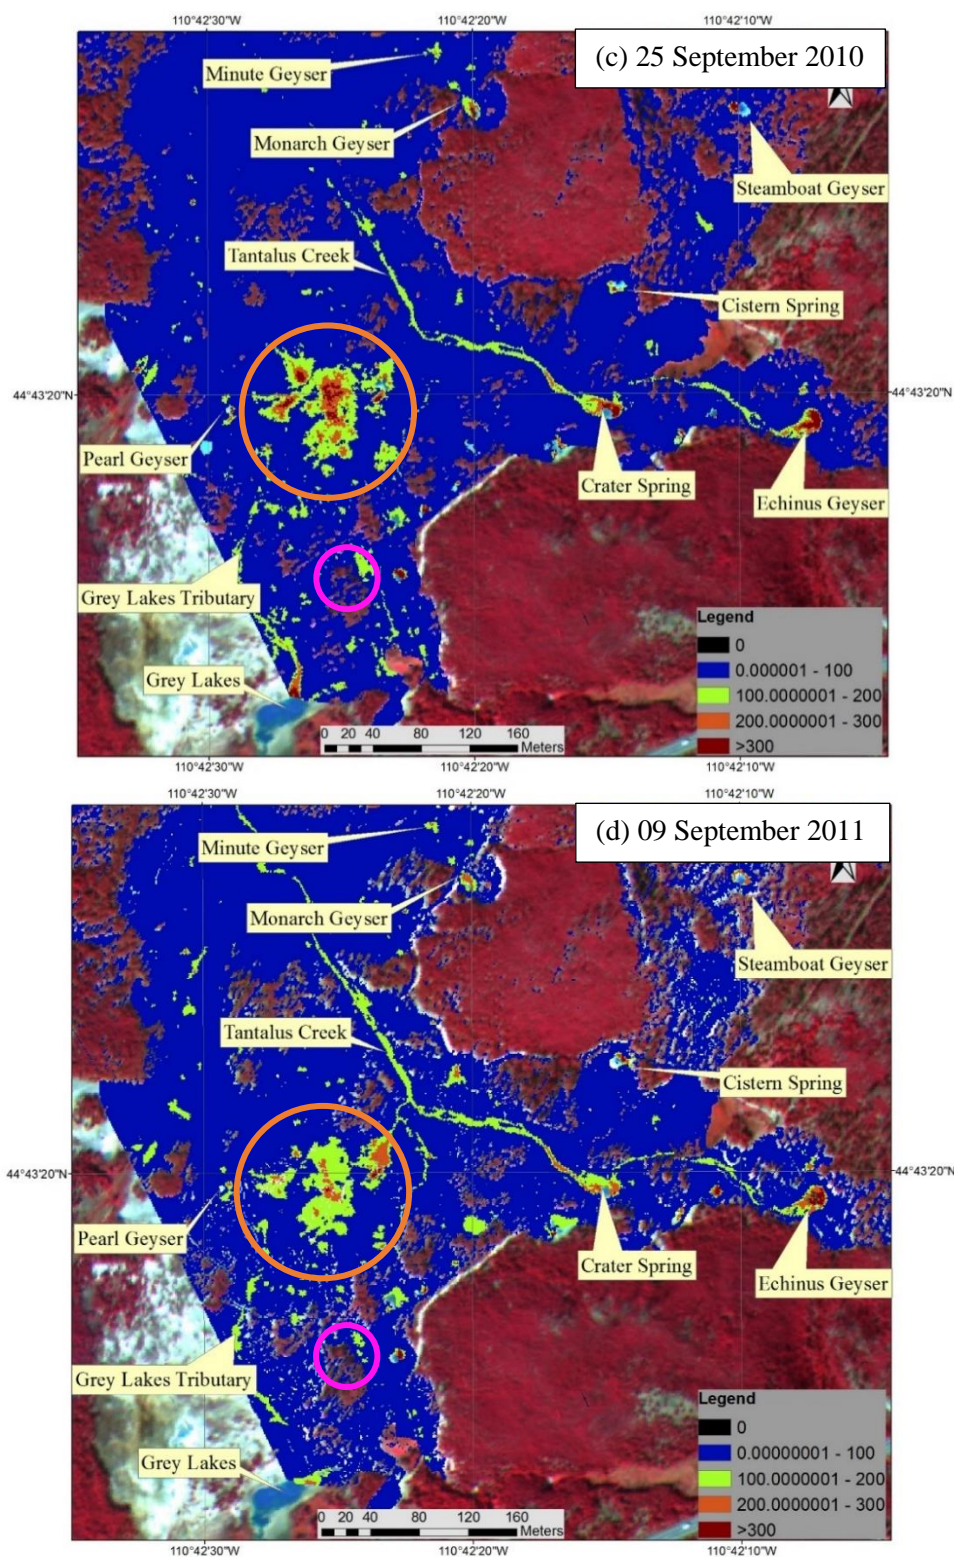 110°42'30"W 110°42'20"W 110°42'10"W
(c) 25 September 2010
Minute Geyser
Monarch Geyser
Steamboat Geyser
Tantalus Creek
Cistern Spring
44°43'20"N 44°43'20"N
Pearl Geyser
Crater Spring
Echinus Geyser
Grey Lakes Tributary
Legend
0
0.000001 - 100
100.0000001 - 200
200.0000001 - 300
>300
Grey Lakes
0 20 40 80 120 160
Meters
110°42'30"W 110°42'20"W 110°42'10"W
110°42'30"W 110°42'20"W 110°42'10"W
(d) 09 September 2011
Minute Geyser
Monarch Geyser
Steamboat Geyser
Tantalus Creek
Cistern Spring
44°43'20"N 44°43'20"N
Pearl Geyser
Crater Spring
Echinus Geyser
Grey Lakes Tributary
Legend
0
0.00000001 - 100
100.0000001 - 200
200.0000001 - 300
>300
Grey Lakes
0 20 40 80 120 160
Meters
110°42'30"W 110°42'20"W 110°42'10"W